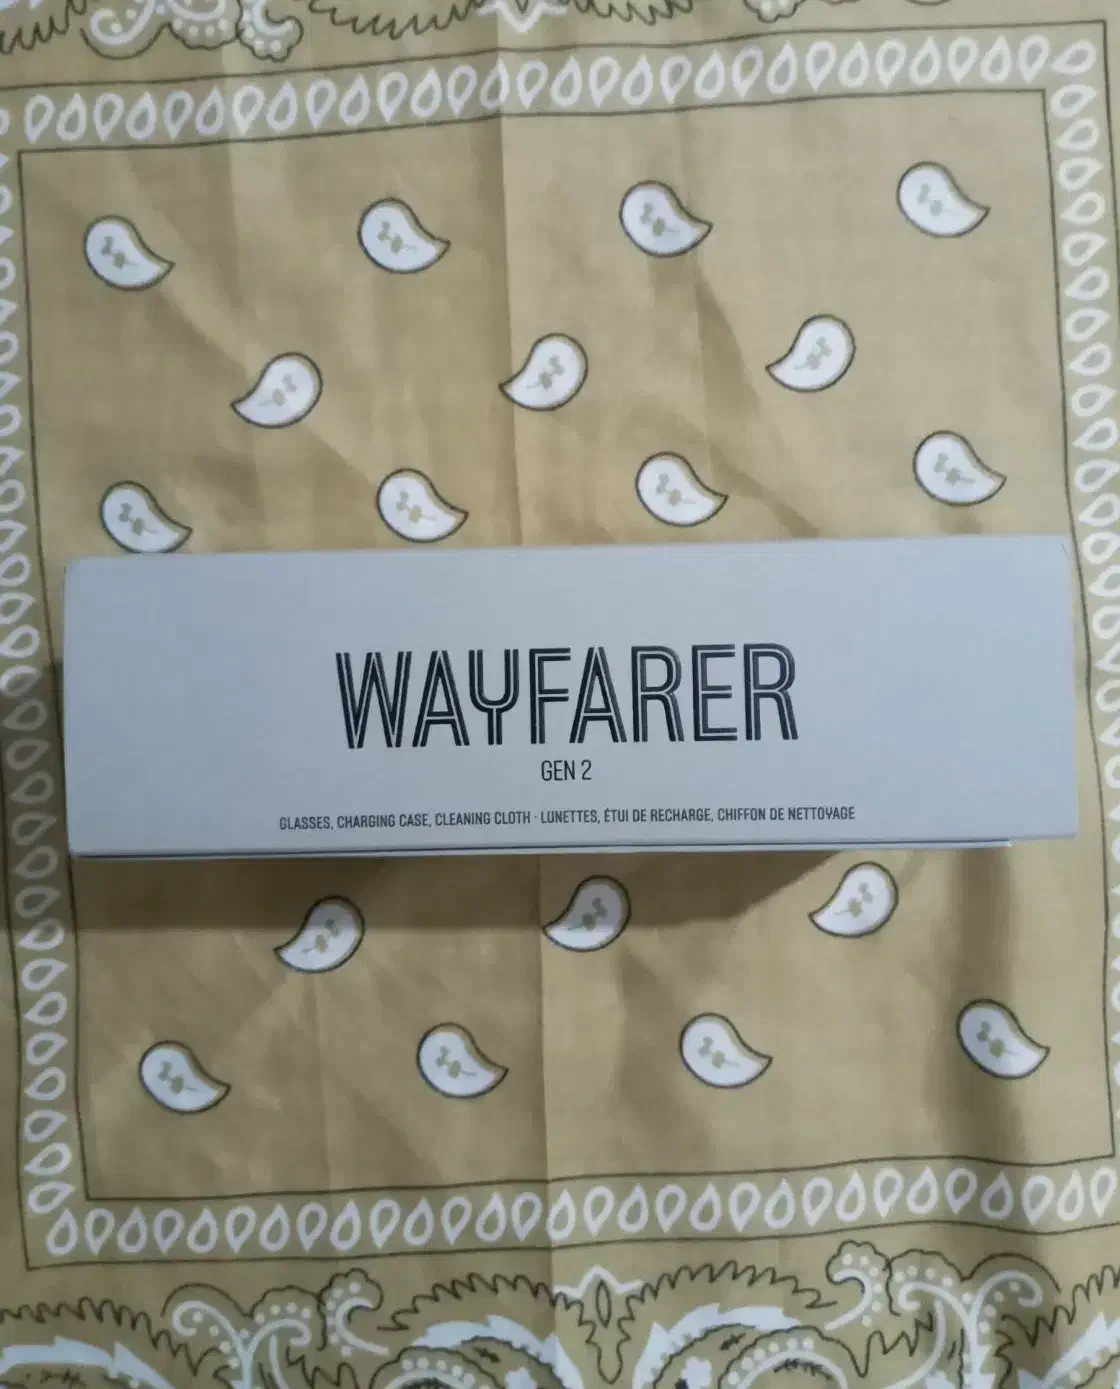 WAYFARER
GEN 2
GLASSES, CHARGING CASE, CLEANING CLOTH · LUNETTES, ÉTUI DE RECHARGE, CHIFFON DE NETTOYAGE